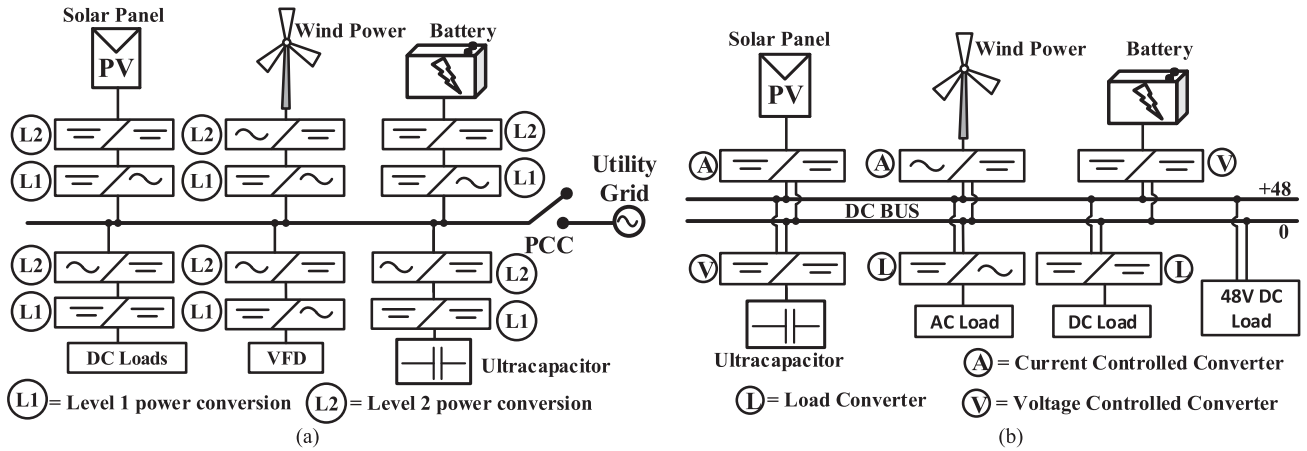 Solar Panel
PV
Wind Power
Battery
L2
L2
L2
L1
L1
L1
Utility
Grid
PCC
L2
L2
L2
L1
L1
L1
DC Loads
VFD
Ultracapacitor
L1 = Level 1 power conversion
L2 = Level 2 power conversion
(a)
Solar Panel
PV
Wind Power
Battery
A
A
V
+48
DC BUS
0
V
L
L
48V DC
Load
AC Load
DC Load
Ultracapacitor
A = Current Controlled Converter
L = Load Converter
V = Voltage Controlled Converter
(b)